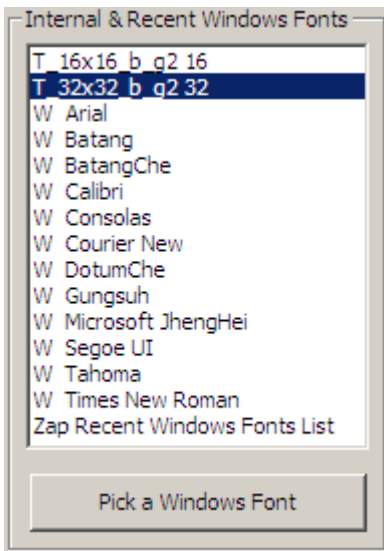 Internal & Recent Windows Fonts
T_16x16_b_g2 16
T_32x32_b_g2 32
W Arial
W Batang
W BatangChe
W Calibri
W Consolas
W Courier New
W DotumChe
W Gungsuh
W Microsoft JhengHei
W Segoe UI
W Tahoma
W Times New Roman
Zap Recent Windows Fonts List
Pick a Windows Font